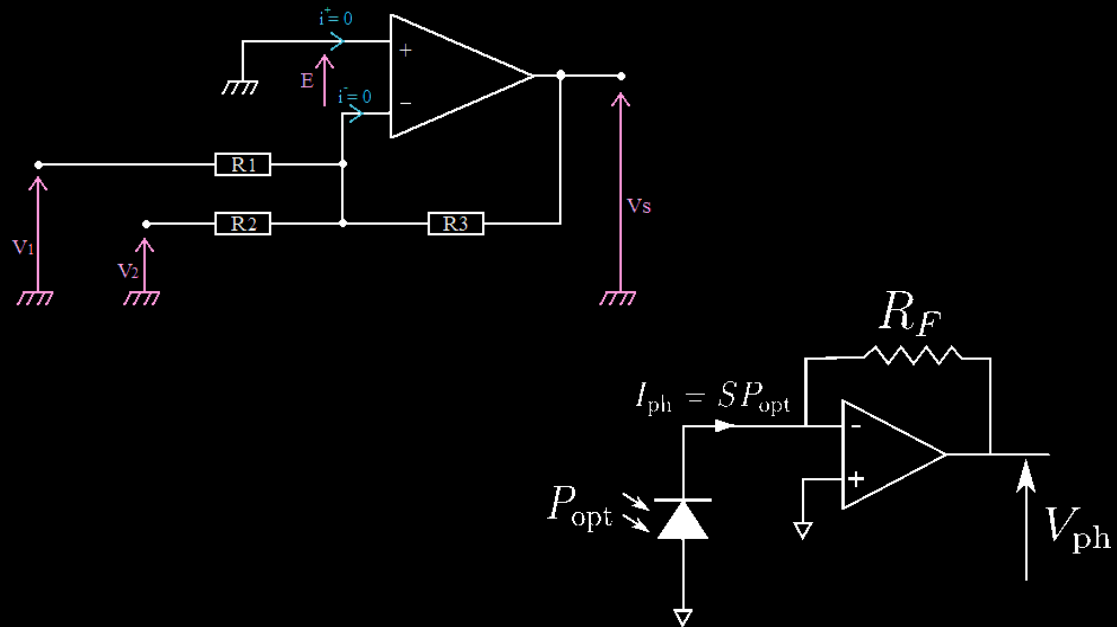 i⁺=0
+
E
i⁻=0
−
R1
R2
R3
V₁
V₂
Vs
R_F
I_ph = SP_opt
-
+
P_opt
V_ph